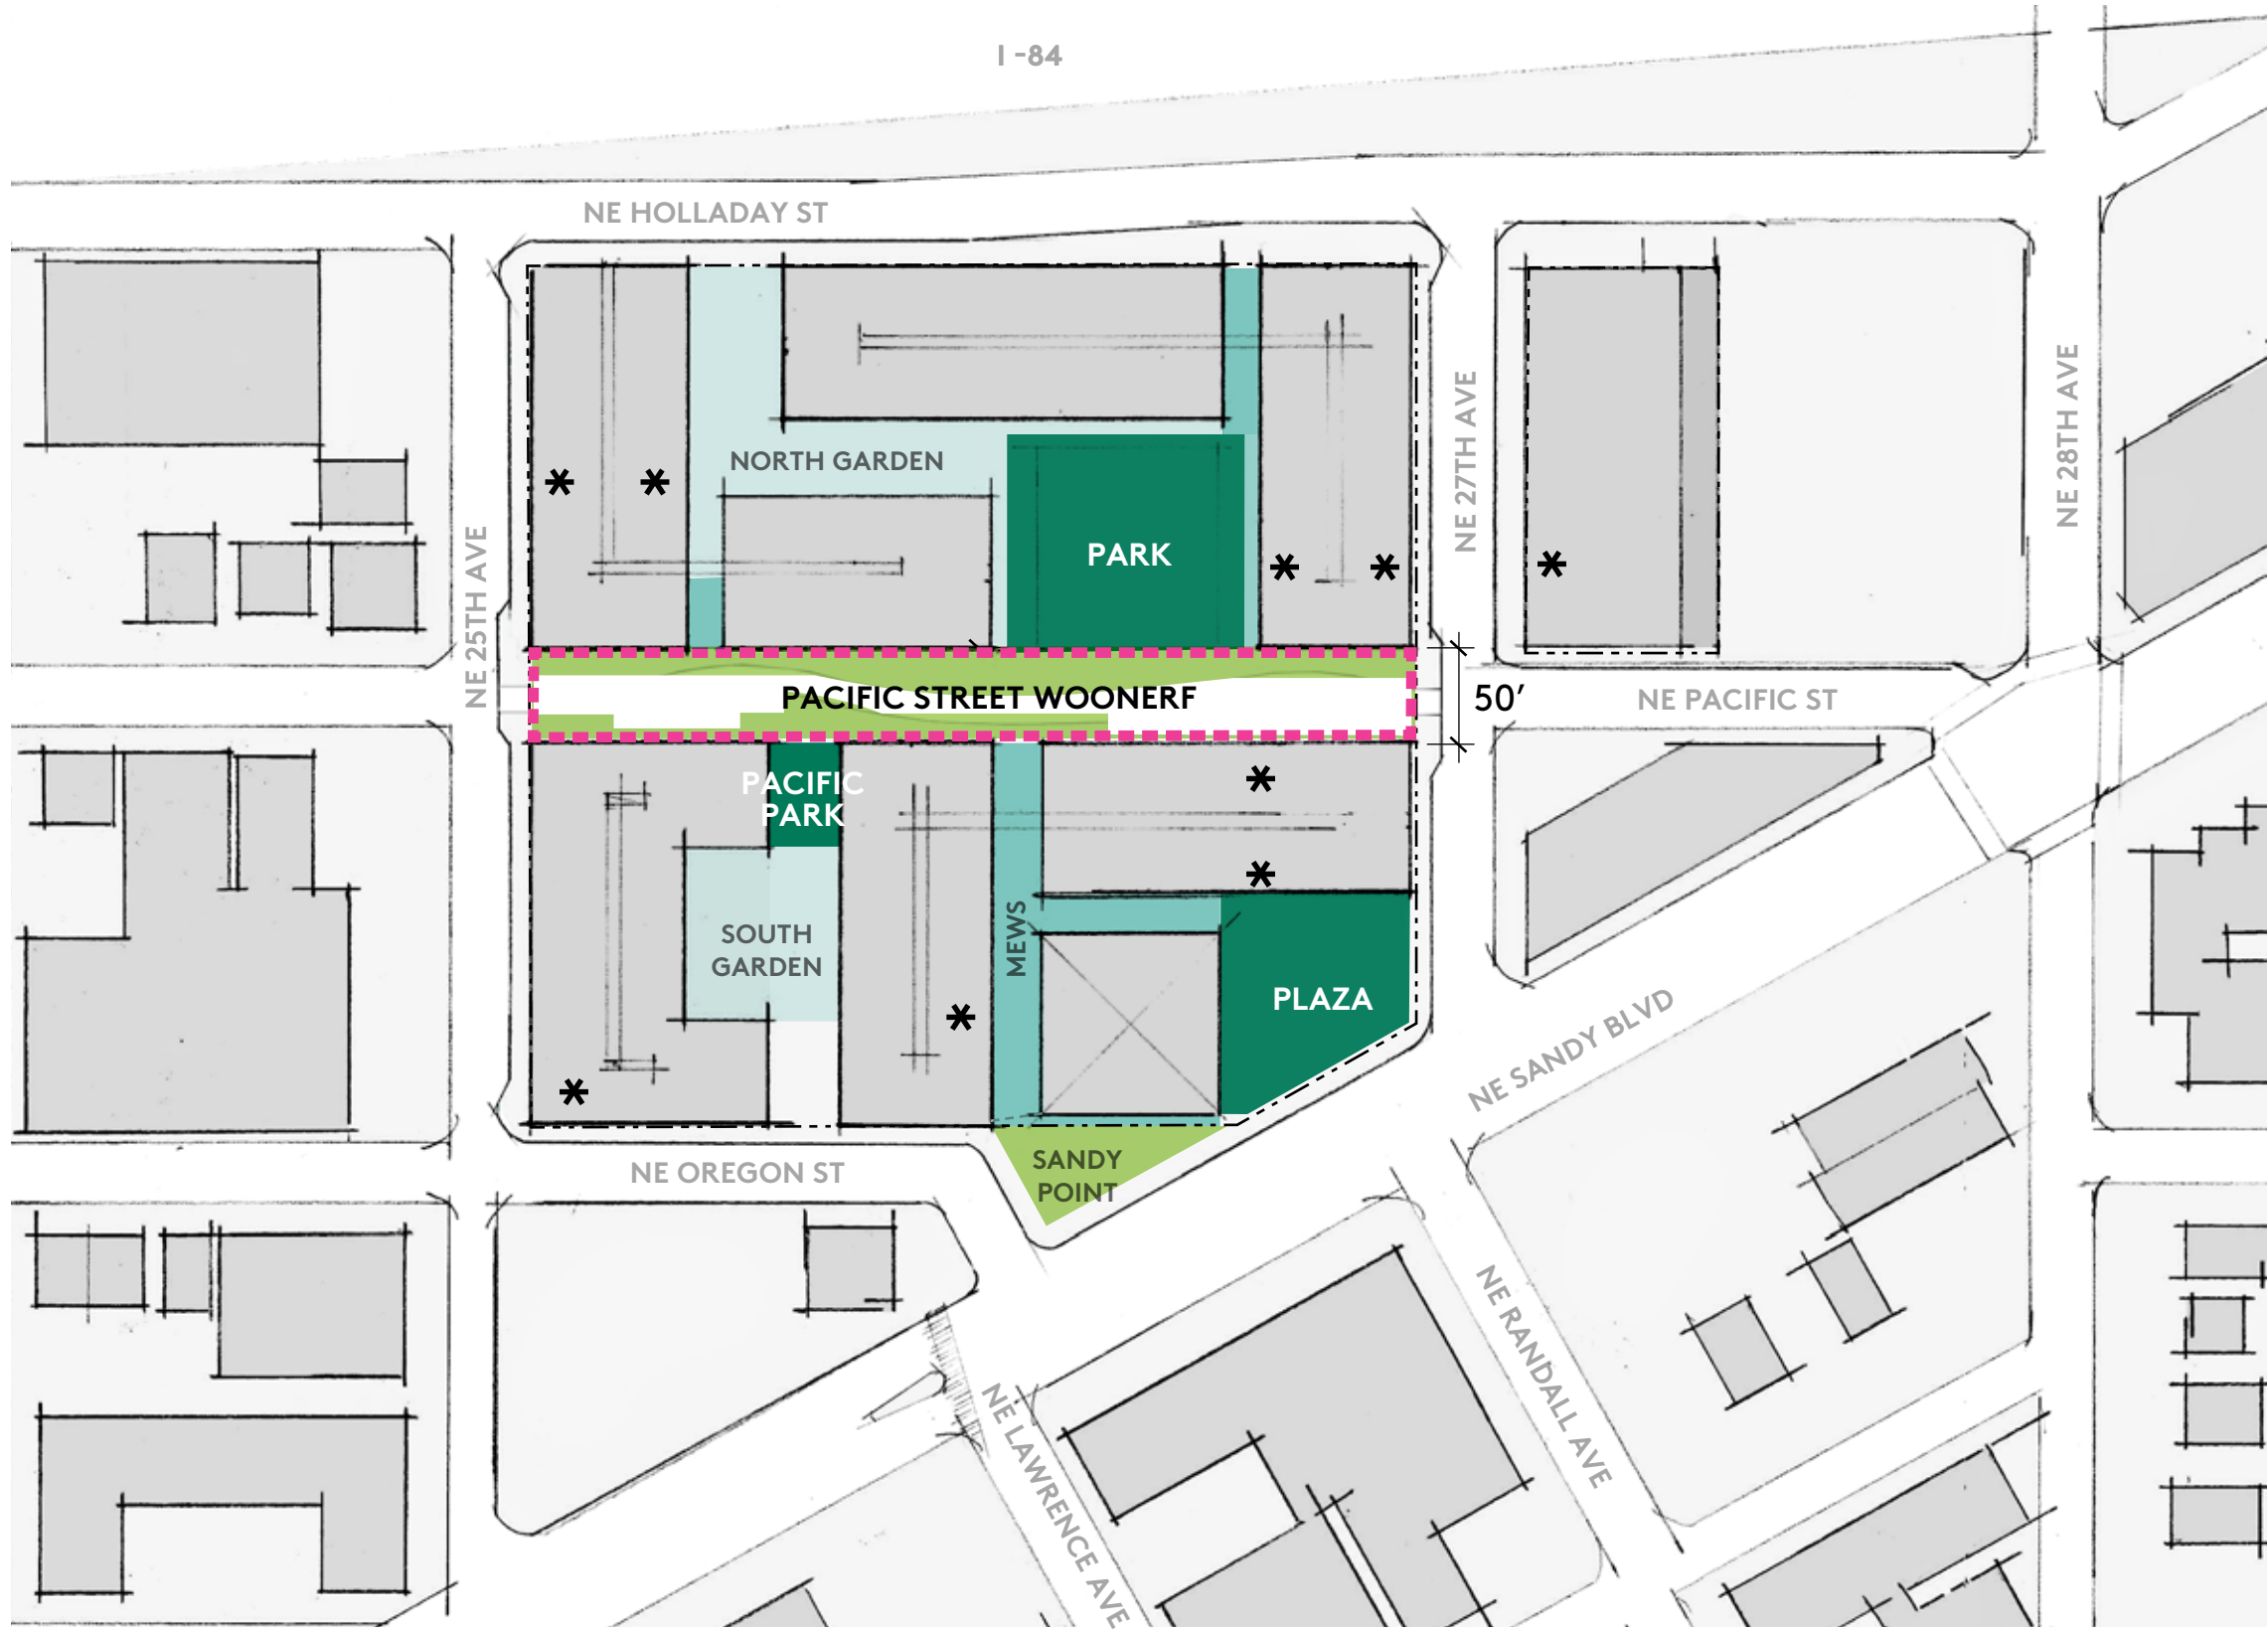 I -84
NE HOLLADAY ST
NORTH GARDEN
PARK
NE 25TH AVE
NE 27TH AVE
NE 28TH AVE
PACIFIC STREET WOONERF
50’
NE PACIFIC ST
PACIFIC
PARK
SOUTH
GARDEN
MEWS
PLAZA
NE SANDY BLVD
NE OREGON ST
SANDY
POINT
NE LAWRENCE AVE
NE RANDALL AVE